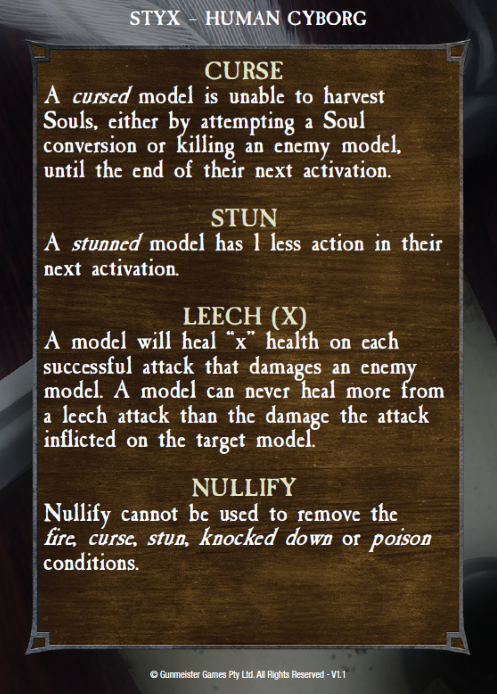 STYX - HUMAN CYBORG
CURSE
A cursed model is unable to harvest
Souls, either by attempting a Soul
conversion or killing an enemy model,
until the end of their next activation.
STUN
A stunned model has 1 less action in their
next activation.
LEECH (X)
A model will heal “x” health on each
successful attack that damages an enemy
model. A model can never heal more from
a leech attack than the damage the attack
inflicted on the target model.
NULLIFY
Nullify cannot be used to remove the
fire, curse, stun, knocked down or poison
conditions.
© Gunmeister Games Pty Ltd. All Rights Reserved - V1.1